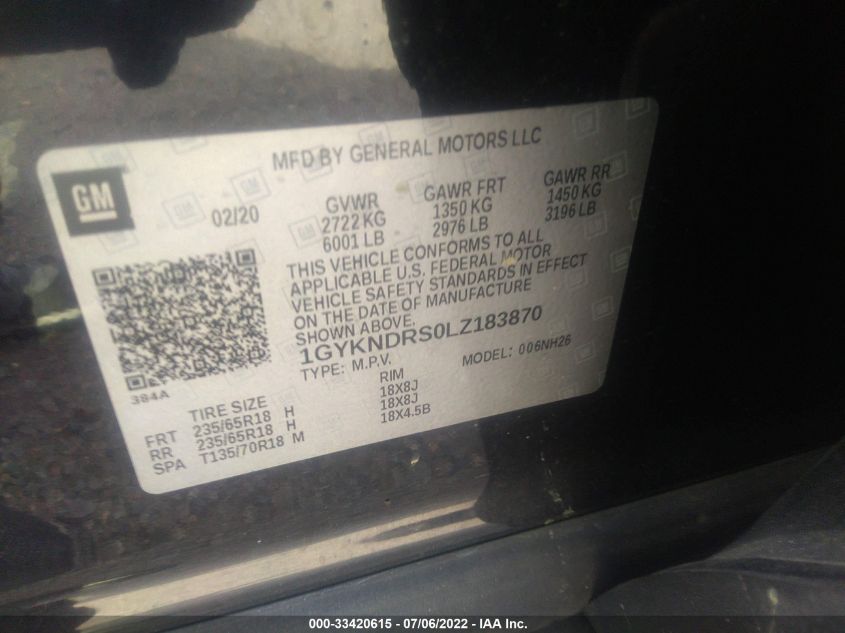 MFD BY GENERAL MOTORS LLC
GM
02/20
GVWR GAWR FRT GAWR RR
2722 KG 1350 KG 1450 KG
6001 LB 2976 LB 3196 LB
THIS VEHICLE CONFORMS TO ALL
APPLICABLE U.S. FEDERAL MOTOR
VEHICLE SAFETY STANDARDS IN EFFECT
ON THE DATE OF MANUFACTURE
SHOWN ABOVE.
1GYKNDRS0LZ183870
TYPE: M.P.V. MODEL: 006NH26
384A
TIRE SIZE RIM
FRT 235/65R18 H 18X8J
RR 235/65R18 H 18X8J
SPA T135/70R18 M 18X4.5B
000-33420615 - 07/06/2022 - IAA Inc.